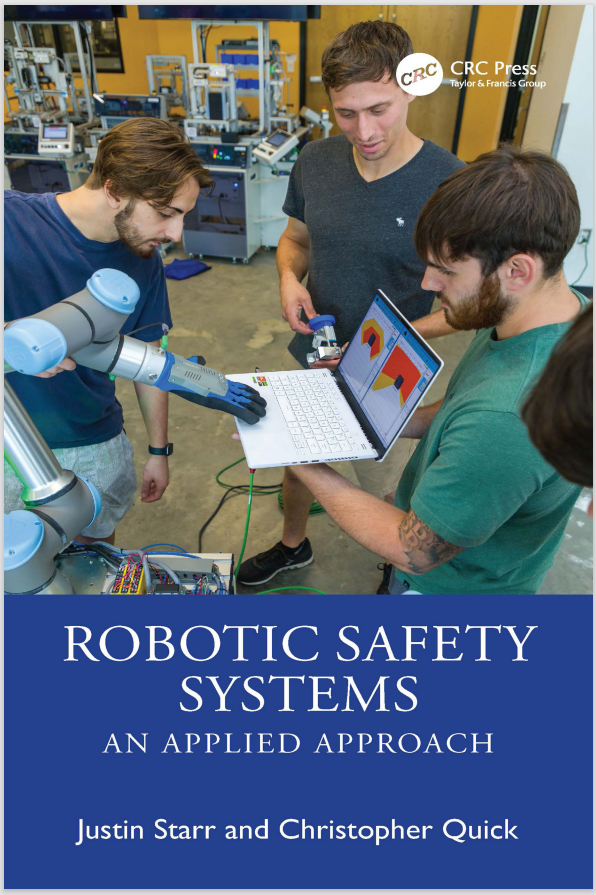 CRC
CRC Press
Taylor & Francis Group
ROBOTIC SAFETY
SYSTEMS
AN APPLIED APPROACH
Justin Starr and Christopher Quick